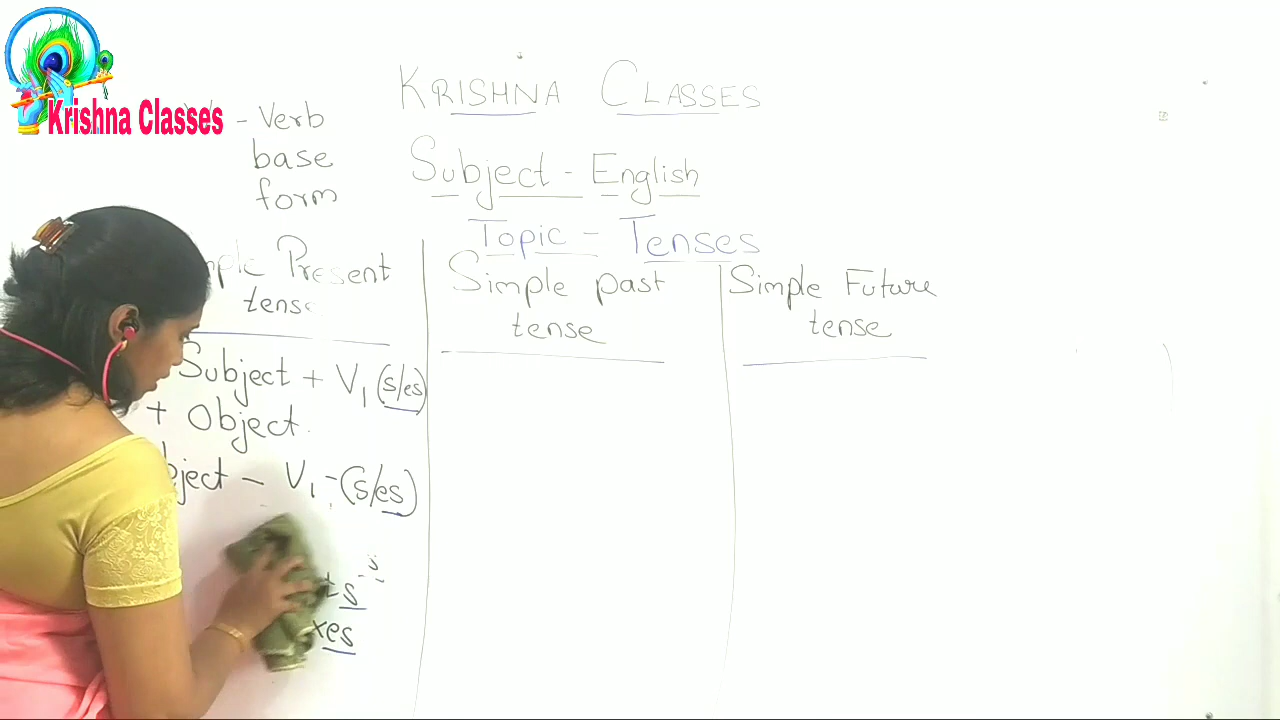 Krishna Classes
KRISHNA CLASSES
- Verb
base
form
Subject - English
Topic - Tenses
Present
tense
Subject + V1 (s/es)
+ Object.
- V1 - (s/es)
s
es
Simple past
tense
Simple Future
tense